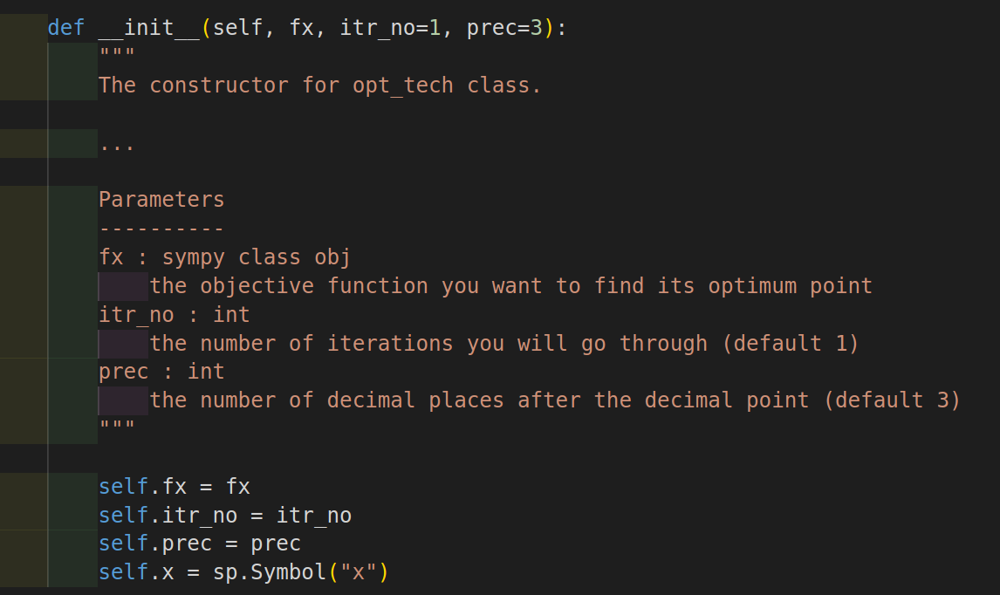 def __init__(self, fx, itr_no=1, prec=3):
"""
The constructor for opt_tech class.
...
Parameters
----------
fx : sympy class obj
the objective function you want to find its optimum point
itr_no : int
the number of iterations you will go through (default 1)
prec : int
the number of decimal places after the decimal point (default 3)
"""
self.fx = fx
self.itr_no = itr_no
self.prec = prec
self.x = sp.Symbol("x")